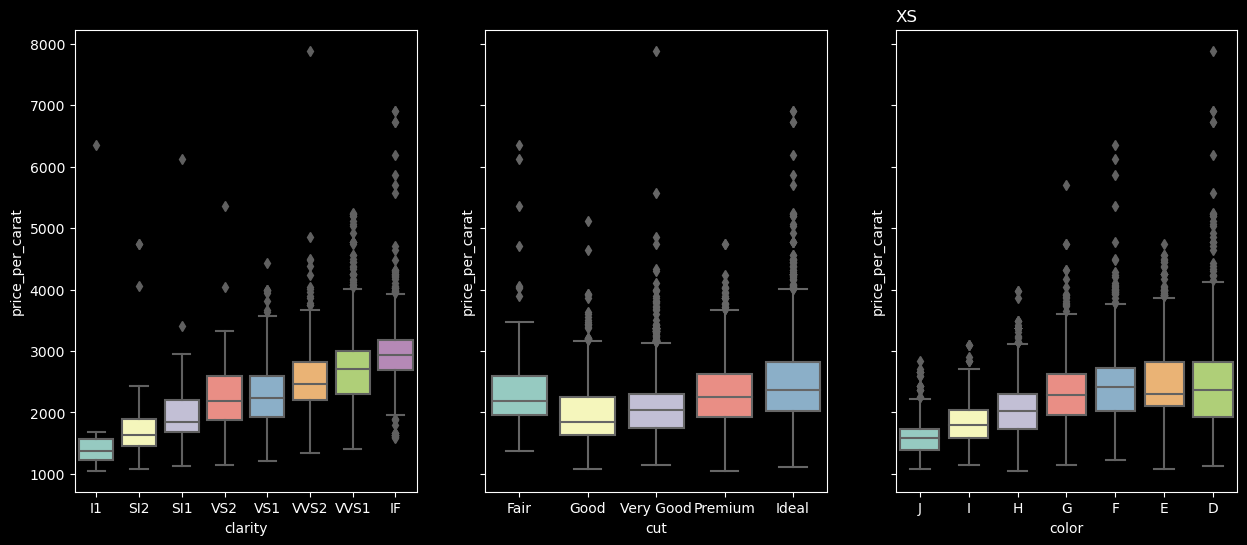 XS
price_per_carat
8000
7000
6000
5000
4000
3000
2000
1000
I1 SI2 SI1 VS2 VS1 VVS2 VVS1 IF
clarity
price_per_carat
Fair Good Very Good Premium Ideal
cut
price_per_carat
J I H G F E D
color